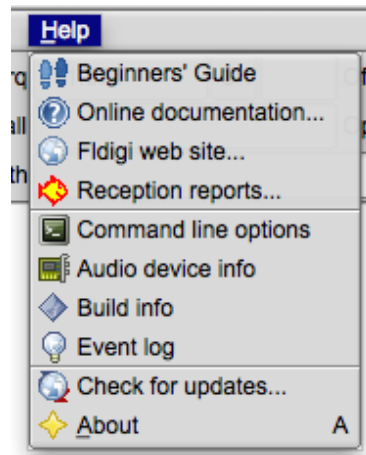 Help
Beginners' Guide
Online documentation...
Fldigi web site...
Reception reports...
Command line options
Audio device info
Build info
Event log
Check for updates...
About A